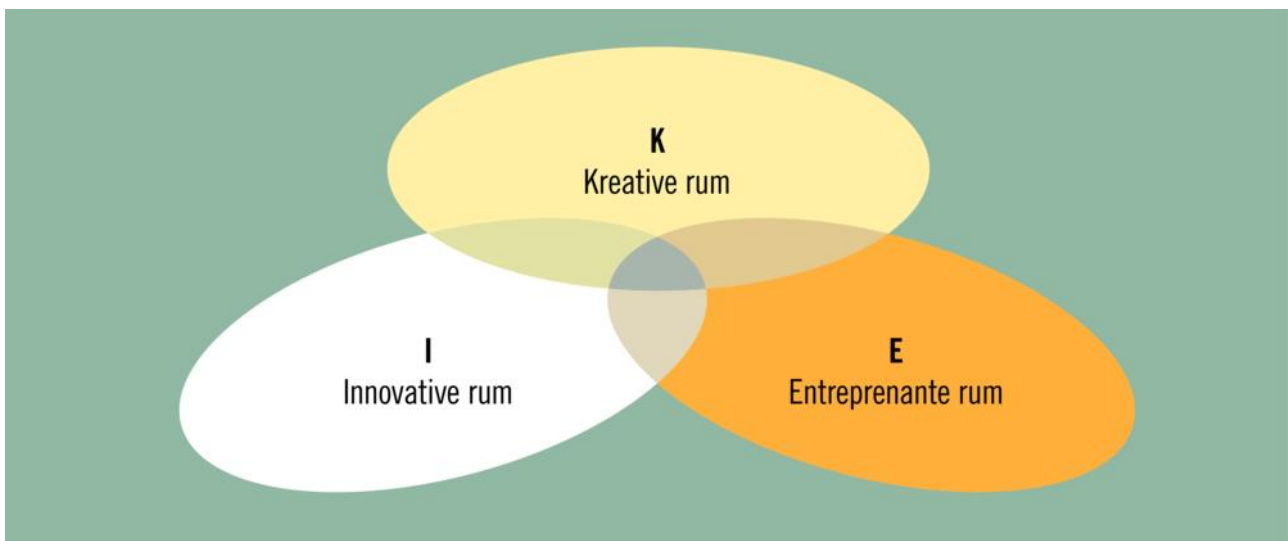 K
Kreative rum
I
Innovative rum
E
Entreprenante rum